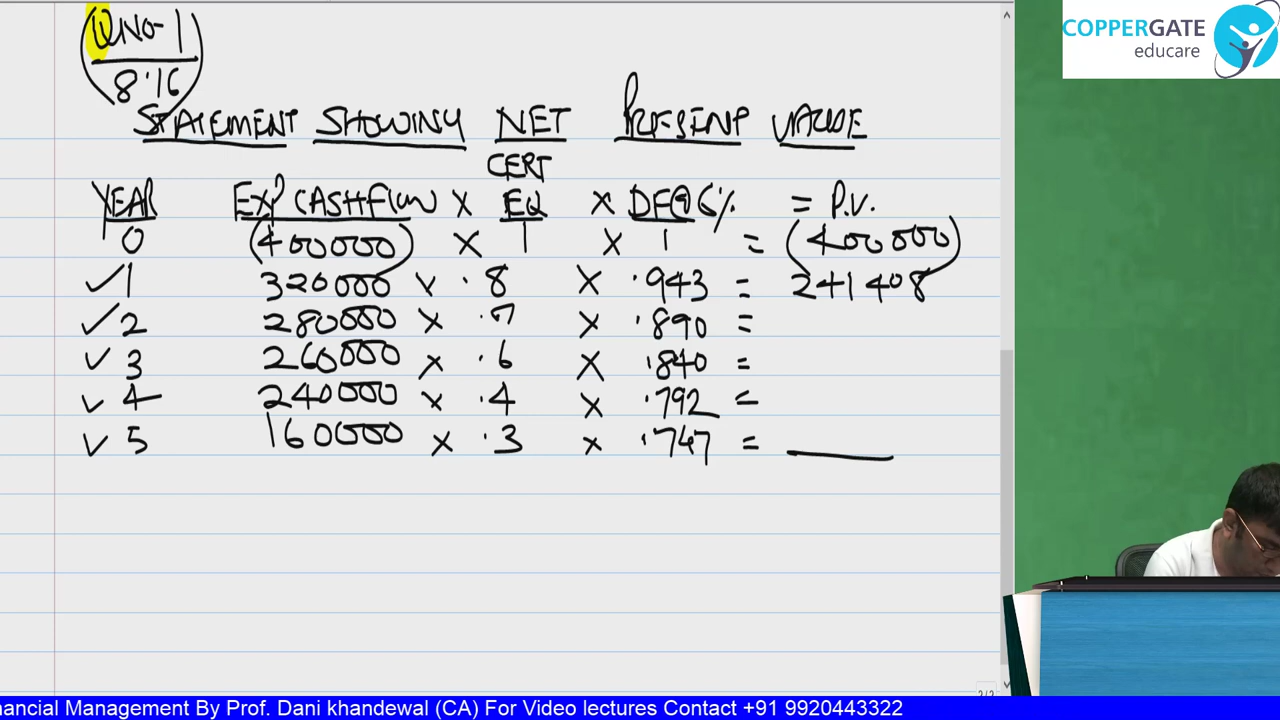 QNO-1
8.16
COPPERGATE
educare
STATEMENT SHOWING NET PRESENT VALUE
CERT
YEAR EXP CASHFLOW X EQ X DF@6% = P.V.
0 (400000) X 1 X 1 = (400000)
✓1 320000 X .8 X .943 = 241408
✓2 280000 X .7 X .890 =
✓3 260000 X .6 X .840 =
✓4 240000 X .4 X .792 =
✓5 160000 X .3 X .747 =
nancial Management By Prof. Dani khandewal (CA) For Video lectures Contact +91 9920443322